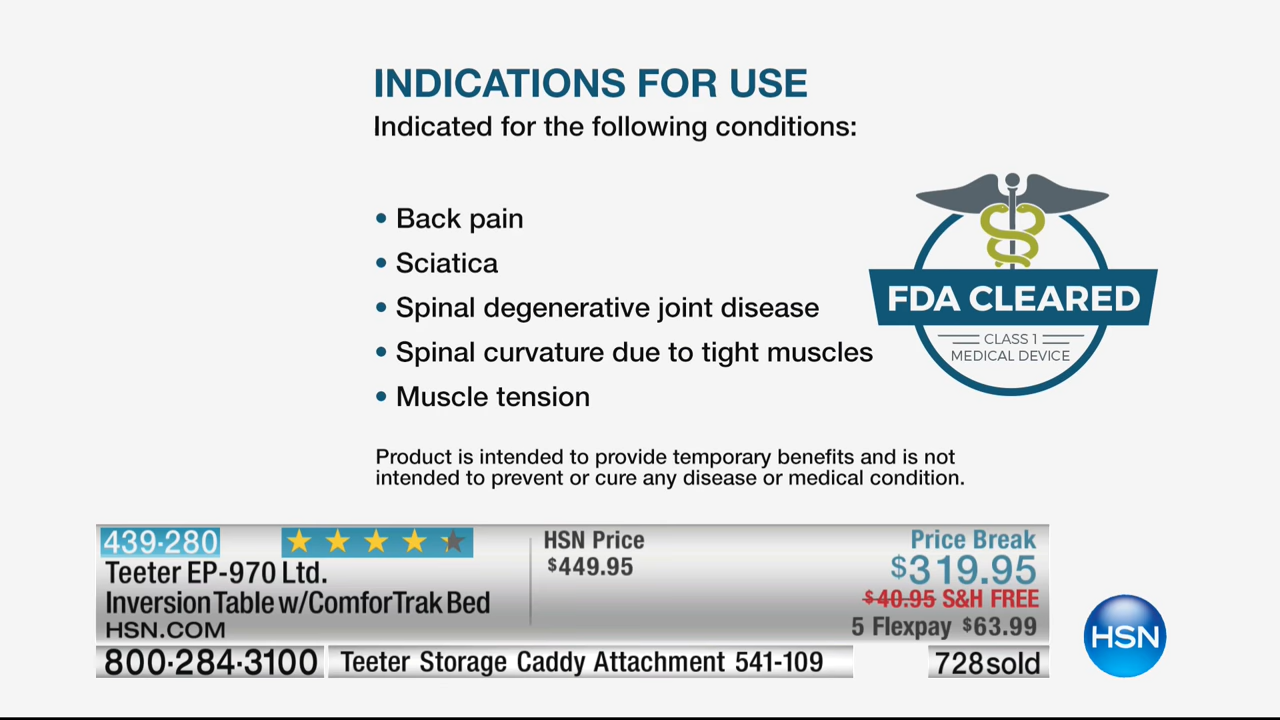 INDICATIONS FOR USE
Indicated for the following conditions:
• Back pain
• Sciatica
• Spinal degenerative joint disease
• Spinal curvature due to tight muscles
• Muscle tension
FDA CLEARED
CLASS 1
MEDICAL DEVICE
Product is intended to provide temporary benefits and is not
intended to prevent or cure any disease or medical condition.
439·280
Teeter EP-970 Ltd.
Inversion Table w/ComforTrak Bed
HSN.COM
HSN Price
$449.95
Price Break
$319.95
$40.95 S&H FREE
5 Flexpay $63.99
HSN
800·284·3100
Teeter Storage Caddy Attachment 541-109
728 sold